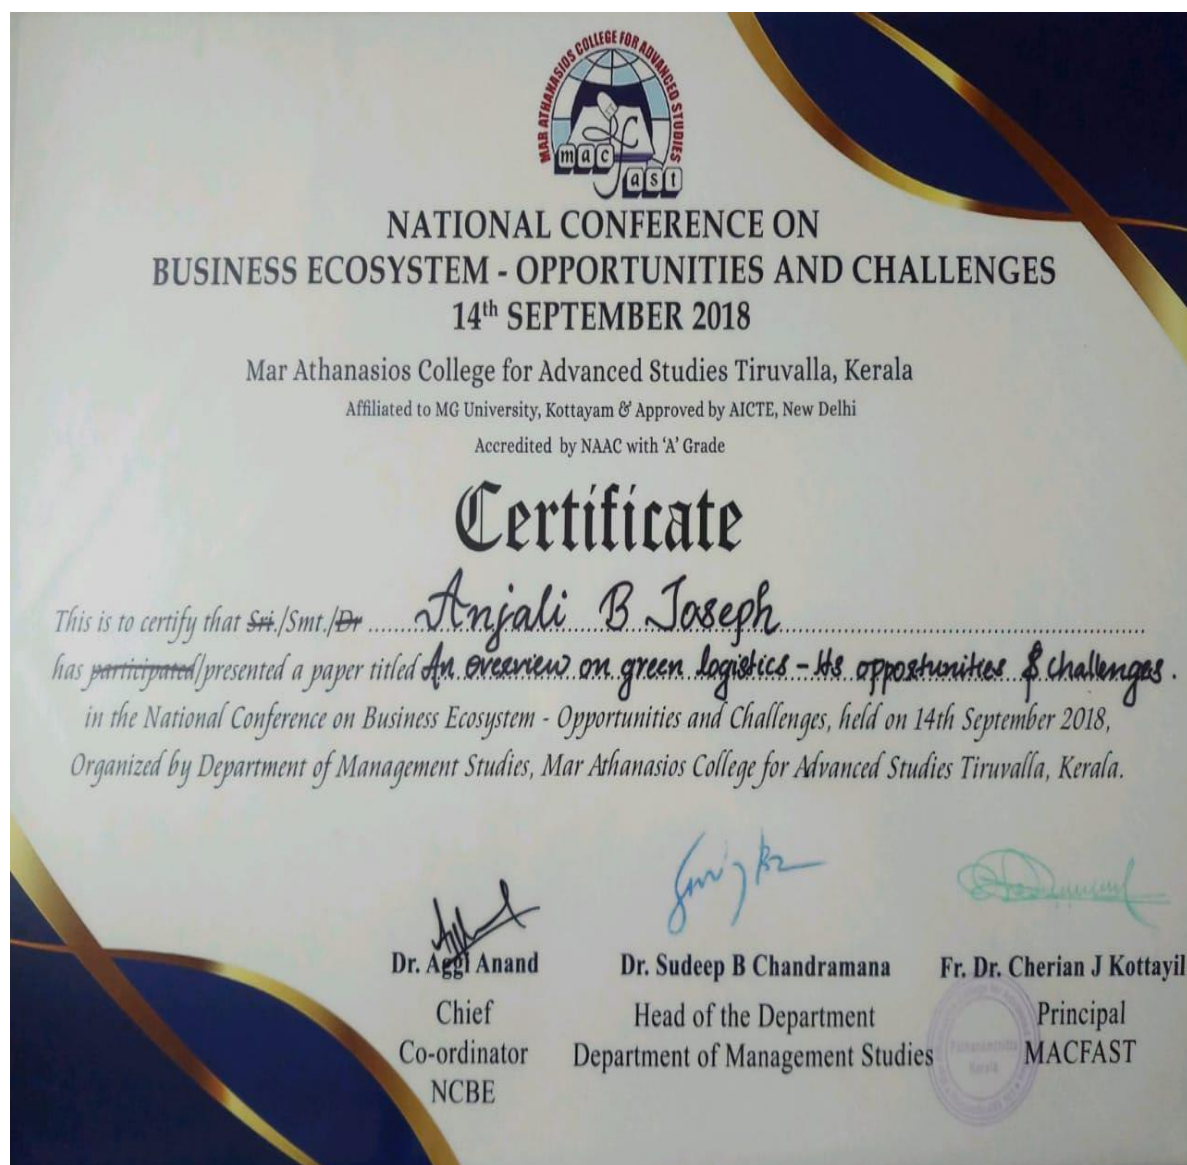 MAR ATHANASIOS COLLEGE FOR ADVANCED STUDIES
mac
fast
NATIONAL CONFERENCE ON
BUSINESS ECOSYSTEM - OPPORTUNITIES AND CHALLENGES
14th SEPTEMBER 2018
Mar Athanasios College for Advanced Studies Tiruvalla, Kerala
Affiliated to MG University, Kottayam & Approved by AICTE, New Delhi
Accredited by NAAC with ‘A’ Grade
Certificate
This is to certify that Sri./Smt./Dr Anjali B Joseph
has participated/presented a paper titled An overview on green logistics - Its opportunities & challenges.
in the National Conference on Business Ecosystem - Opportunities and Challenges, held on 14th September 2018,
Organized by Department of Management Studies, Mar Athanasios College for Advanced Studies Tiruvalla, Kerala.
Dr. Aggi Anand Dr. Sudeep B Chandramana Fr. Dr. Cherian J Kottayil
Chief Head of the Department Principal
Co-ordinator Department of Management Studies MACFAST
NCBE
Pathanamthitta
Kerala